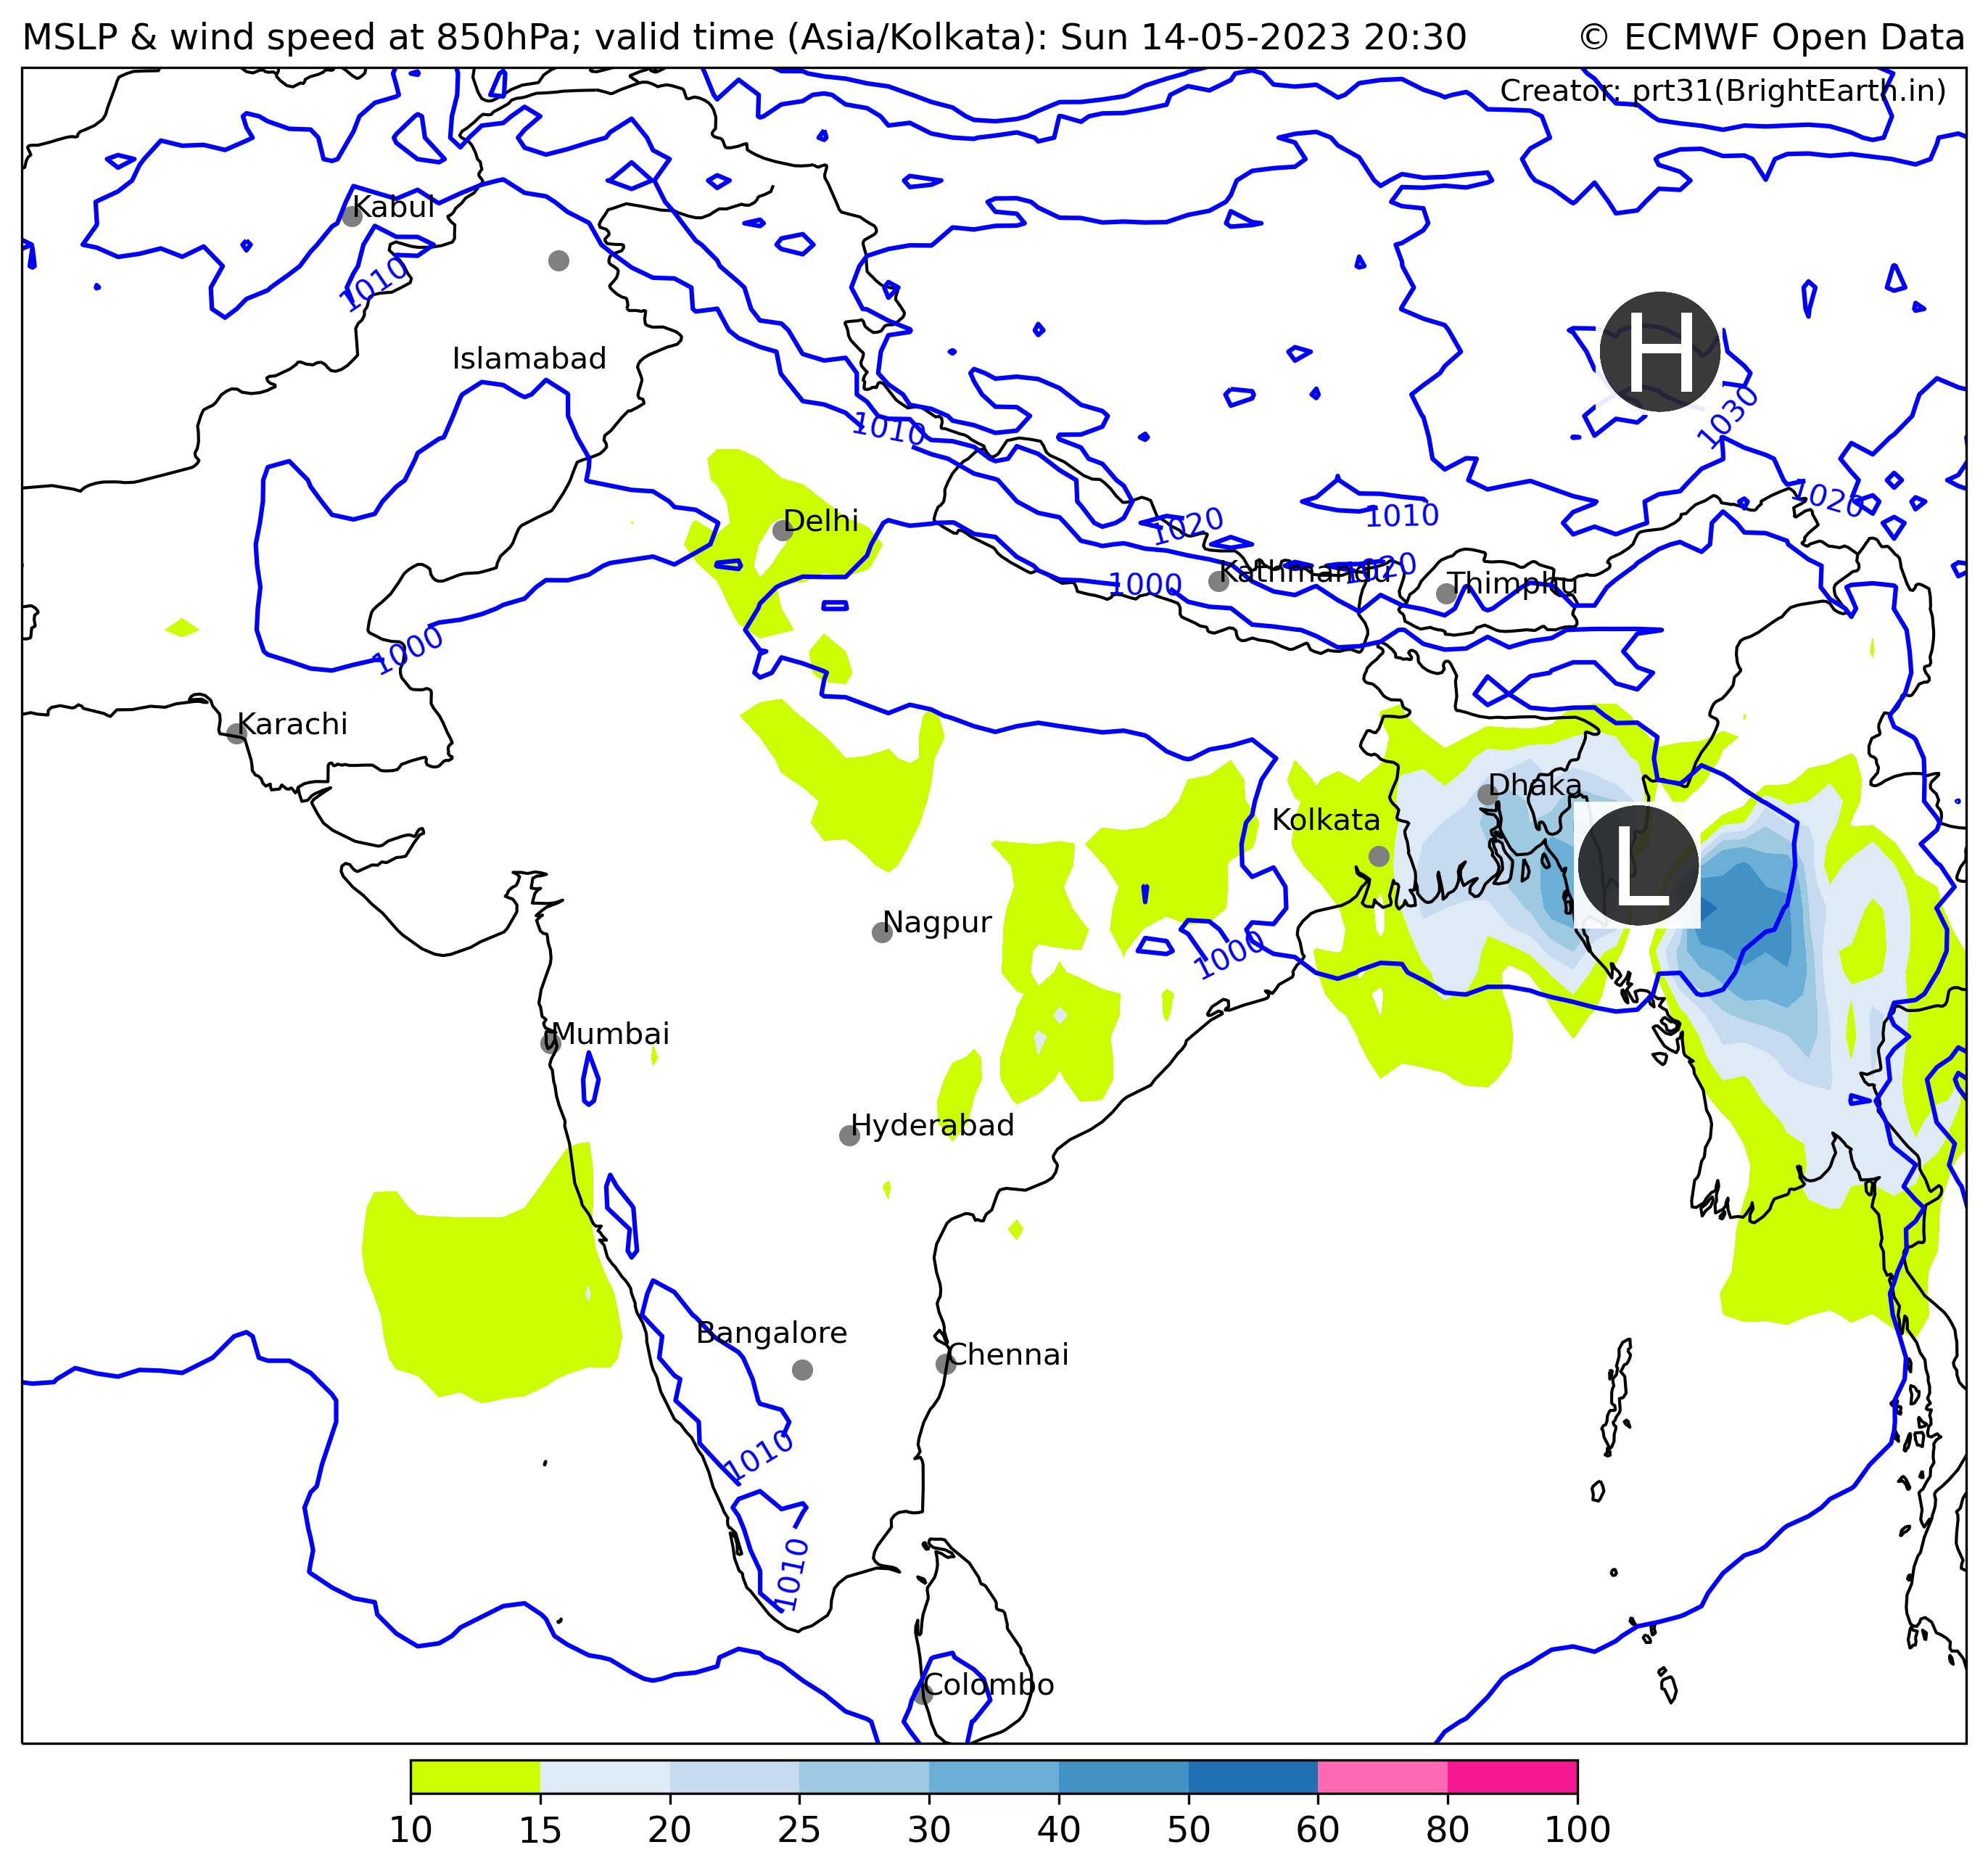 MSLP & wind speed at 850hPa; valid time (Asia/Kolkata): Sun 14-05-2023 20:30
© ECMWF Open Data
Creator: prt31(BrightEarth.in)
Kabul
1010
H
Islamabad
1010
1030
1020
1010
1020
Delhi
1020
Kathmandu
1000
Thimphu
1000
Karachi
Dhaka
Kolkata
L
Nagpur
1000
Mumbai
Hyderabad
Bangalore
Chennai
1010
1010
Colombo
10 15 20 25 30 40 50 60 80 100